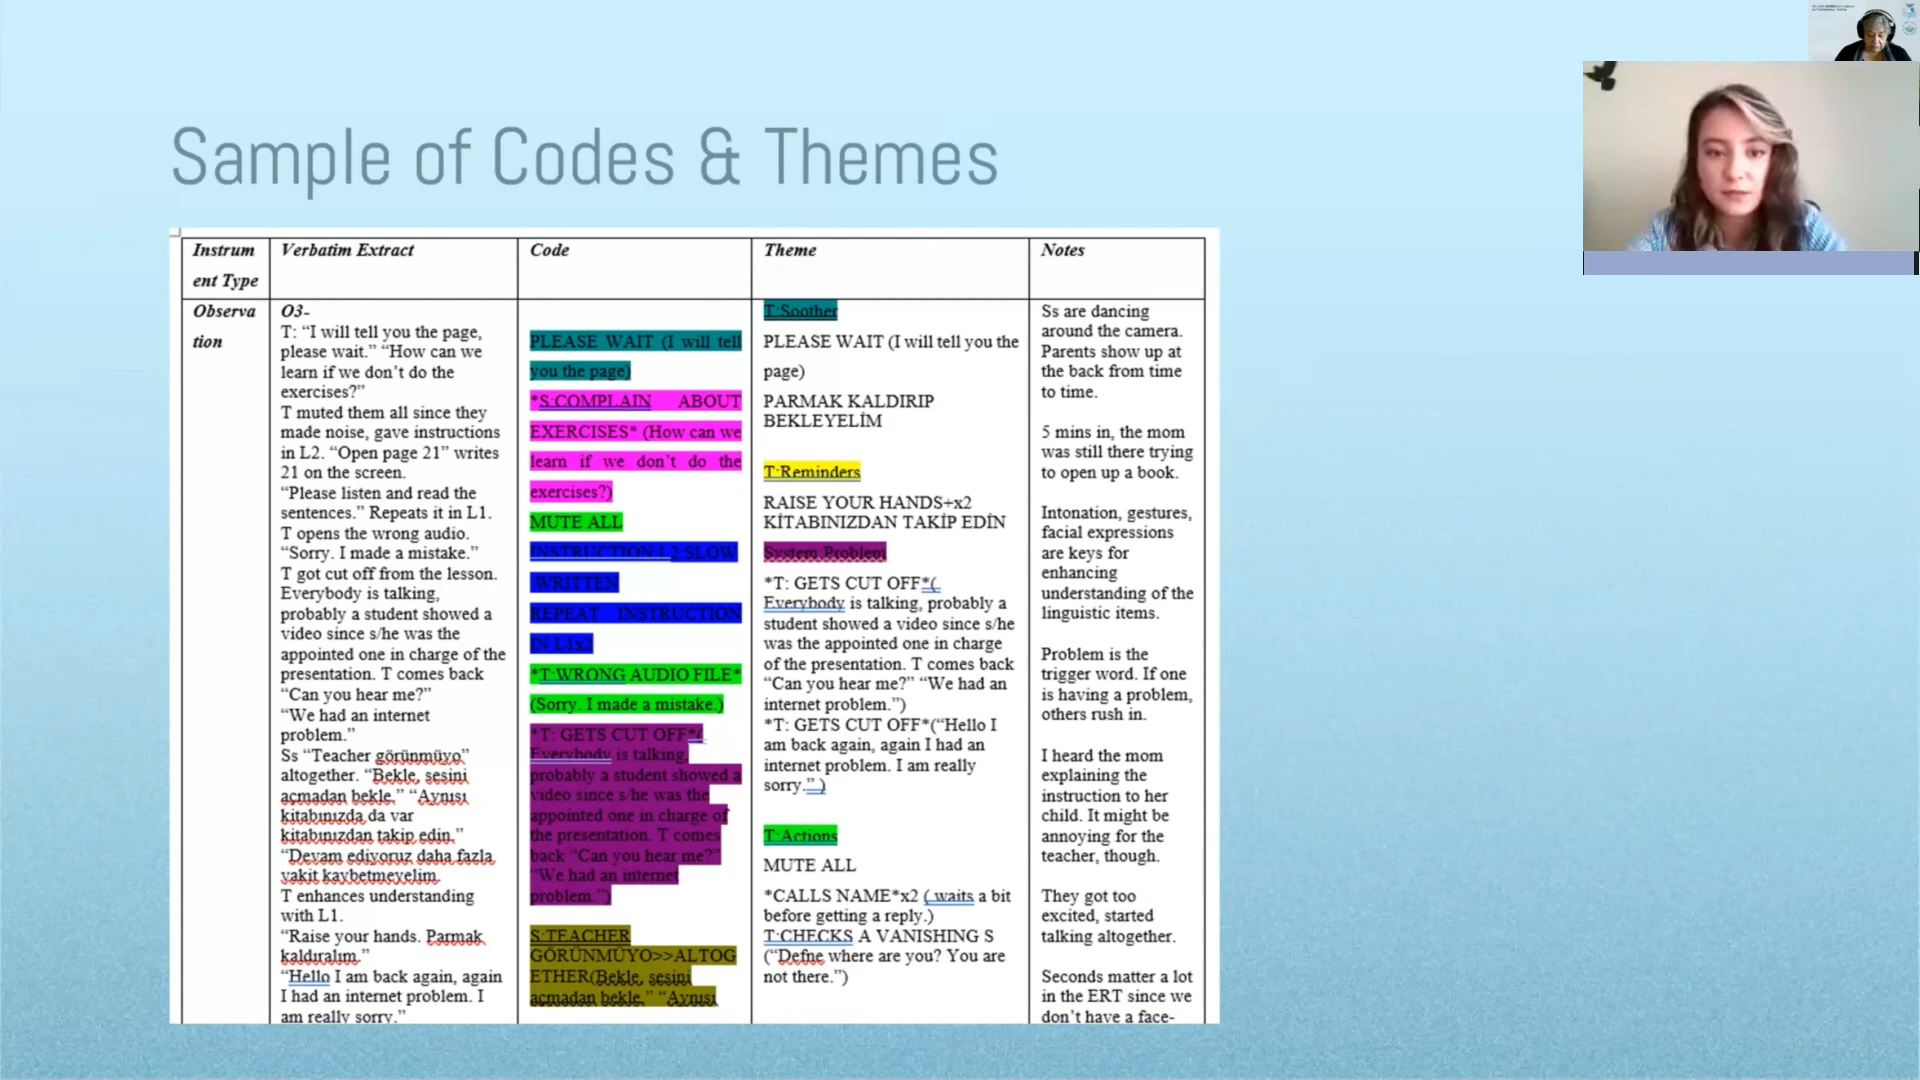 Sample of Codes & Themes
Instrum
ent Type
Verbatim Extract
Code
Theme
Notes
Observa
tion
O3-
T: “I will tell you the page,
please wait.” “How can we
learn if we don’t do the
exercises?”
T muted them all since they
made noise, gave instructions
in L2. “Open page 21” writes
21 on the screen.
“Please listen and read the
sentences.” Repeats it in L1.
T opens the wrong audio.
“Sorry. I made a mistake.”
T got cut off from the lesson.
Everybody is talking,
probably a student showed a
video since s/he was the
appointed one in charge of the
presentation. T comes back
“Can you hear me?”
“We had an internet
problem.”
Ss “Teacher görünmüyo”
altogether. “Bekle, sesini
açmadan bekle.” “Aynısı
kitabınızda da var
kitabınızdan takip edin.”
“Devam ediyoruz daha fazla
vakit kaybetmeyelim.
T enhances understanding
with L1.
“Raise your hands. Parmak
kaldıralım.”
“Hello I am back again, again
I had an internet problem. I
am really sorry.”
PLEASE WAIT (I will tell
you the page)
*S:COMPLAIN ABOUT
EXERCISES* (How can we
learn if we don’t do the
exercises?)
MUTE ALL
INSTRUCTION L2:SLOW
:WRITTEN
REPEAT INSTRUCTION
IN L1x2
*T:WRONG AUDIO FILE*
(Sorry. I made a mistake.)
*T: GETS CUT OFF*(
Everybody is talking,
probably a student showed a
video since s/he was the
appointed one in charge of
the presentation. T comes
back “Can you hear me?”
“We had an internet
problem.”)
S:TEACHER
GÖRÜNMÜYO>>ALTOG
ETHER(Bekle, sesini
açmadan bekle.” “Aynısı
T:Soother
PLEASE WAIT (I will tell you the
page)
PARMAK KALDIRIP
BEKLEYELİM
T:Reminders
RAISE YOUR HANDS+x2
KİTABINIZDAN TAKİP EDİN
System Problem
*T: GETS CUT OFF*(
Everybody is talking, probably a
student showed a video since s/he
was the appointed one in charge
of the presentation. T comes back
“Can you hear me?” “We had an
internet problem.”)
*T: GETS CUT OFF*(“Hello I
am back again, again I had an
internet problem. I am really
sorry.” )
T:Actions
MUTE ALL
*CALLS NAME*x2 ( waits a bit
before getting a reply.)
T:CHECKS A VANISHING S
(“Defne where are you? You are
not there.”)
Ss are dancing
around the camera.
Parents show up at
the back from time
to time.
5 mins in, the mom
was still there trying
to open up a book.
Intonation, gestures,
facial expressions
are keys for
enhancing
understanding of the
linguistic items.
Problem is the
trigger word. If one
is having a problem,
others rush in.
I heard the mom
explaining the
instruction to her
child. It might be
annoying for the
teacher, though.
They got too
excited, started
talking altogether.
Seconds matter a lot
in the ERT since we
don’t have a face-